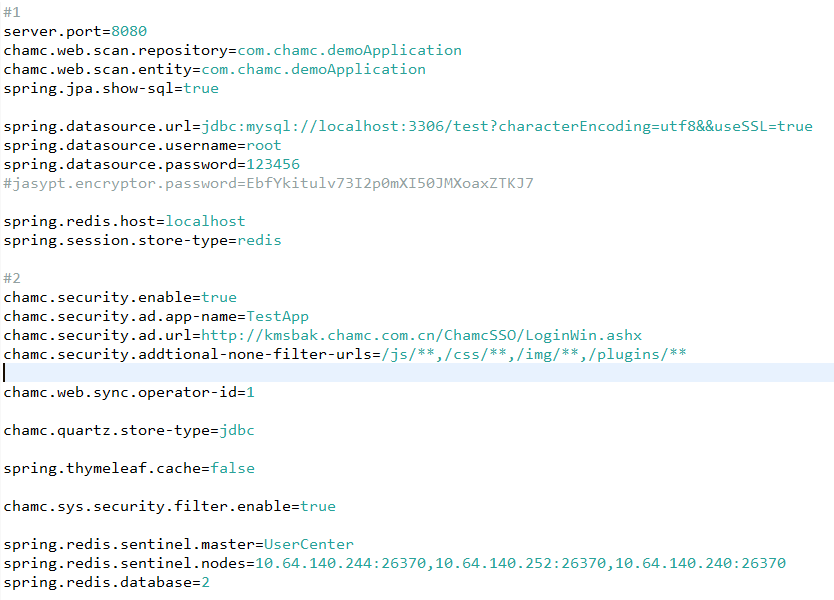 #1
server.port=8080
chamc.web.scan.repository=com.chamc.demoApplication
chamc.web.scan.entity=com.chamc.demoApplication
spring.jpa.show-sql=true
spring.datasource.url=jdbc:mysql://localhost:3306/test?characterEncoding=utf8&&useSSL=true
spring.datasource.username=root
spring.datasource.password=123456
#jasypt.encryptor.password=EbfYkitulv73I2p0mXI50JMXoaxZTKJ7
spring.redis.host=localhost
spring.session.store-type=redis
#2
chamc.security.enable=true
chamc.security.ad.app-name=TestApp
chamc.security.ad.url=http://kmsbak.chamc.com.cn/ChamcSSO/LoginWin.ashx
chamc.security.addtional-none-filter-urls=/js/**,/css/**,/img/**,/plugins/**
chamc.web.sync.operator-id=1
chamc.quartz.store-type=jdbc
spring.thymeleaf.cache=false
chamc.sys.security.filter.enable=true
spring.redis.sentinel.master=UserCenter
spring.redis.sentinel.nodes=10.64.140.244:26370,10.64.140.252:26370,10.64.140.240:26370
spring.redis.database=2